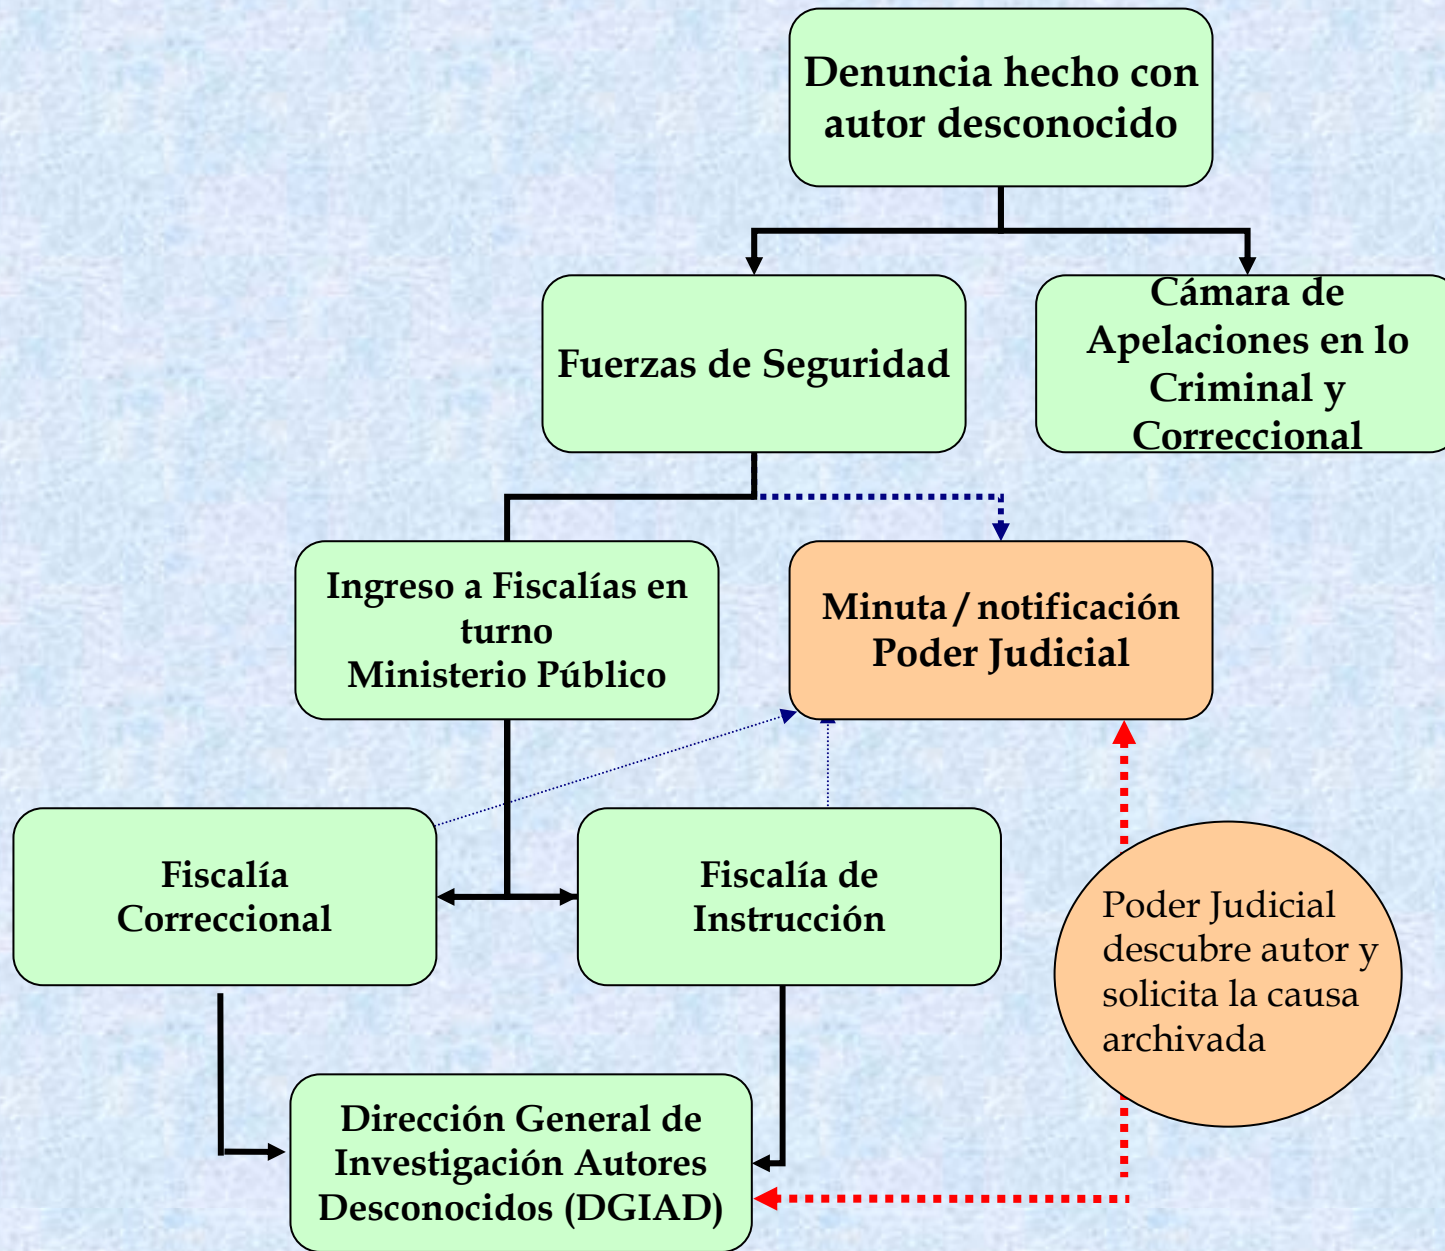 Denuncia hecho con
autor desconocido
Fuerzas de Seguridad
Cámara de
Apelaciones en lo
Criminal y
Correccional
Ingreso a Fiscalías en
turno
Ministerio Público
Minuta / notificación
Poder Judicial
Fiscalía
Correccional
Fiscalía de
Instrucción
Poder Judicial
descubre autor y
solicita la causa
archivada
Dirección General de
Investigación Autores
Desconocidos (DGIAD)